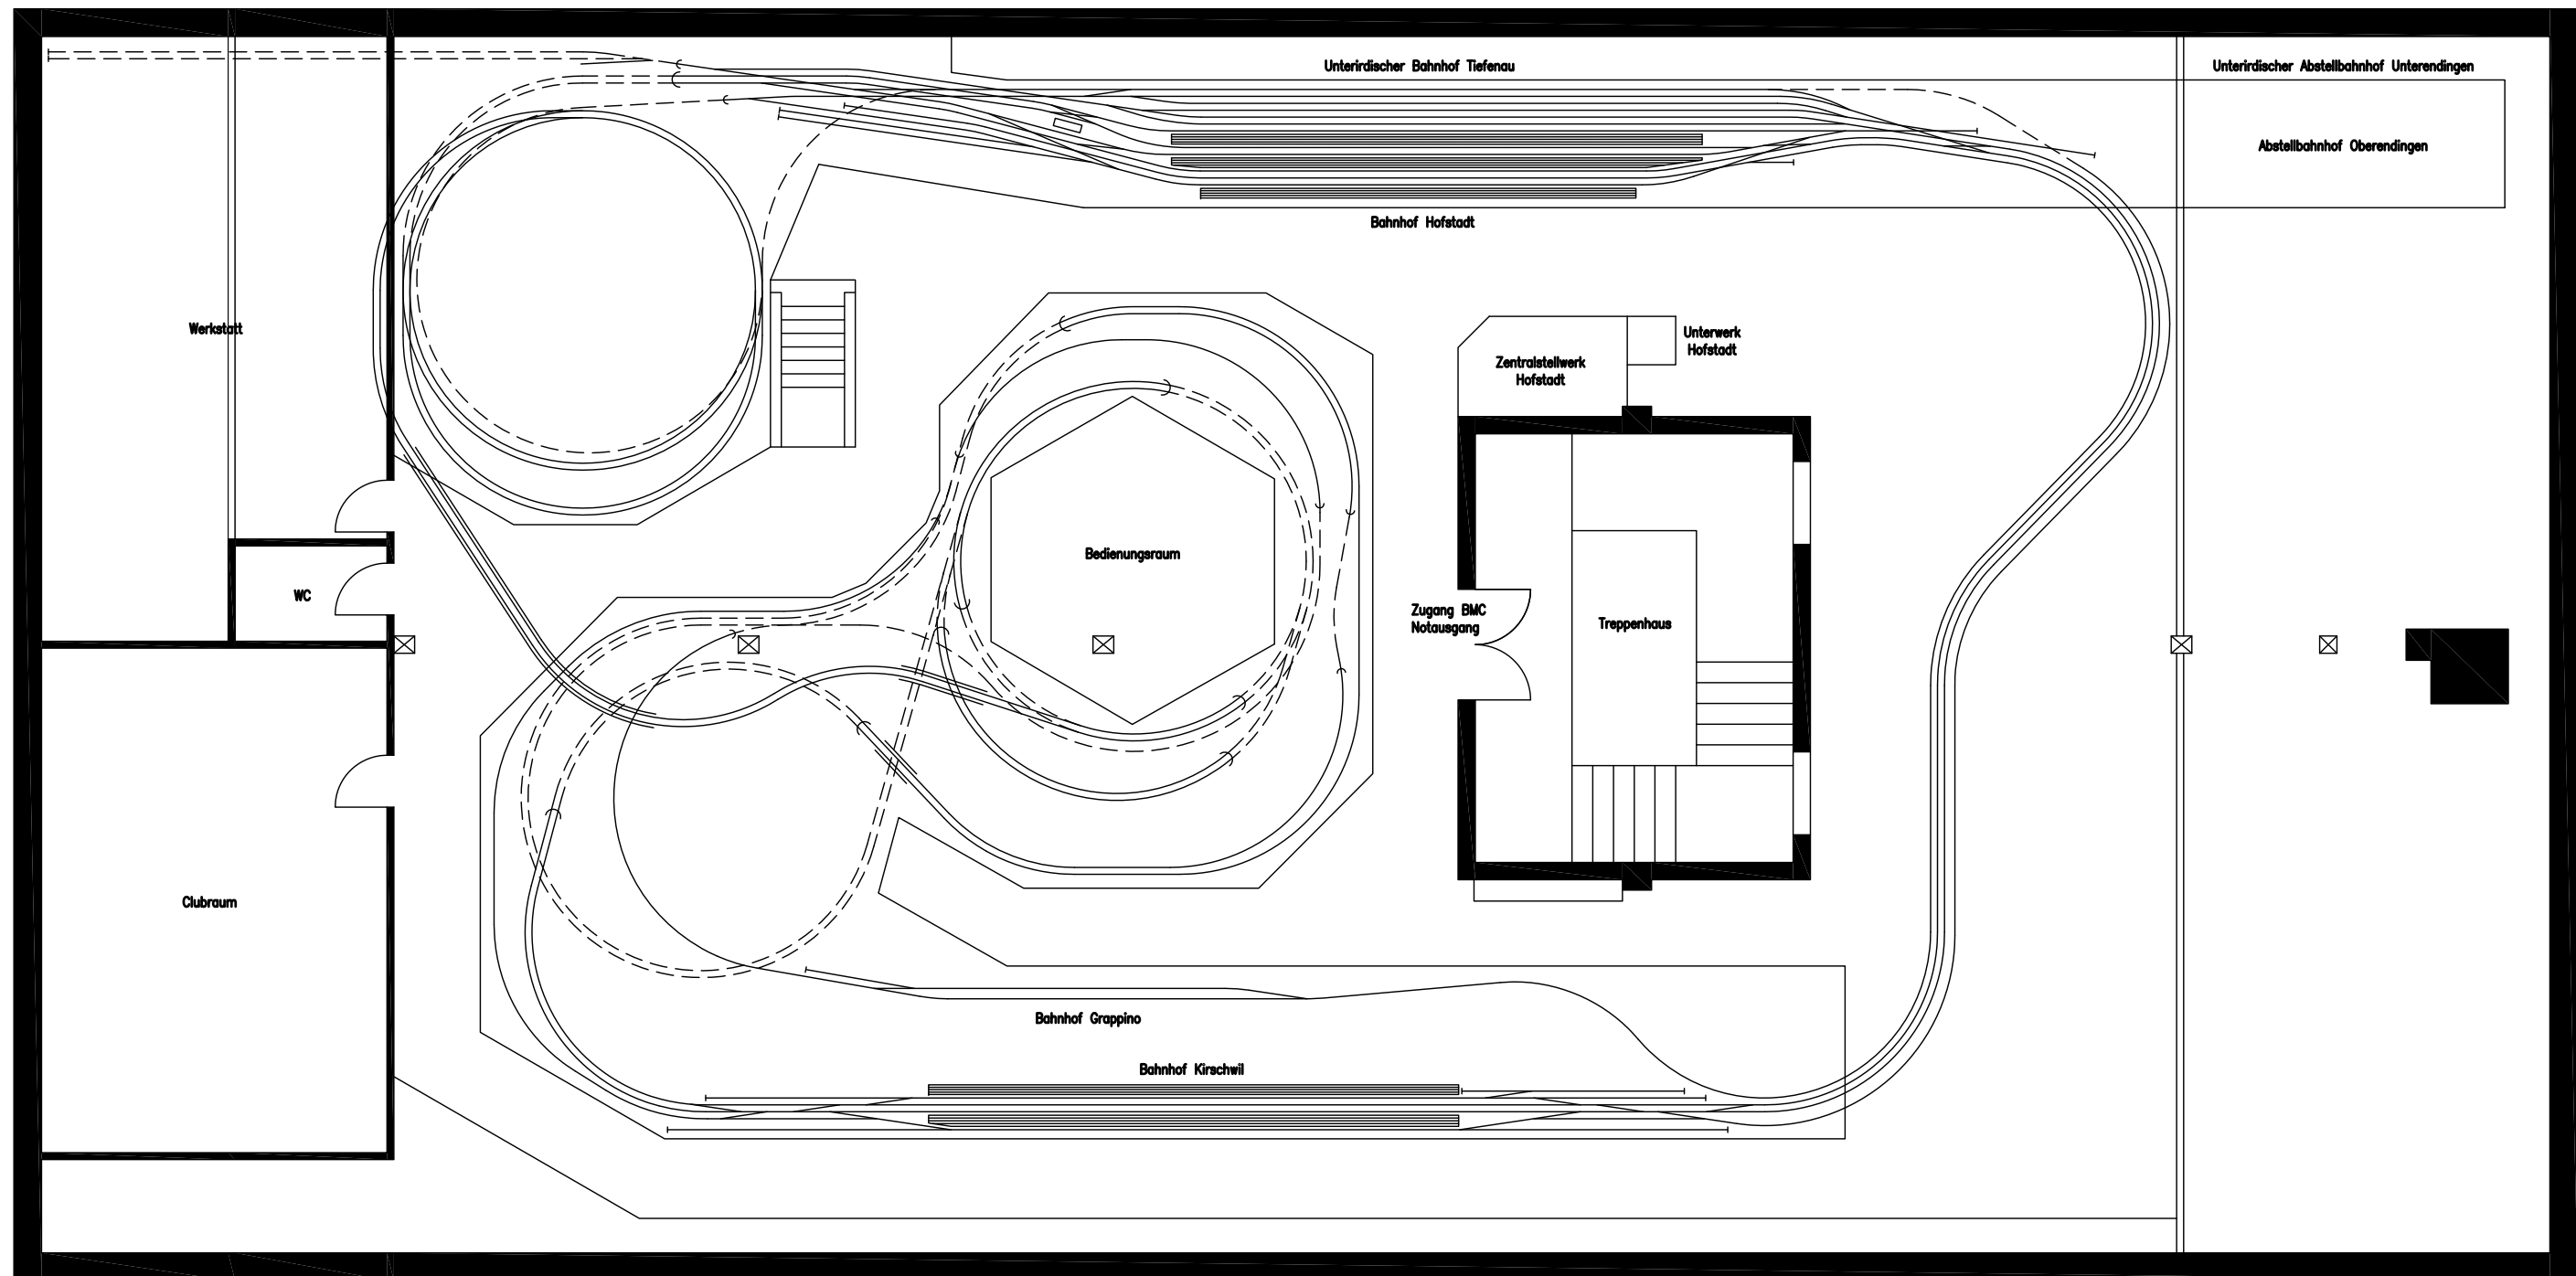 Unterirdischer Bahnhof Tiefenau
Unterirdischer Abstellbahnhof Unterendingen
Abstellbahnhof Oberendingen
Bahnhof Hofstadt
Werkstatt
Unterwerk
Hofstadt
Zentralstellwerk
Hofstadt
Bedienungsraum
WC
Zugang BMC
Notausgang
Treppenhaus
Clubraum
Bahnhof Grappino
Bahnhof Kirschwil